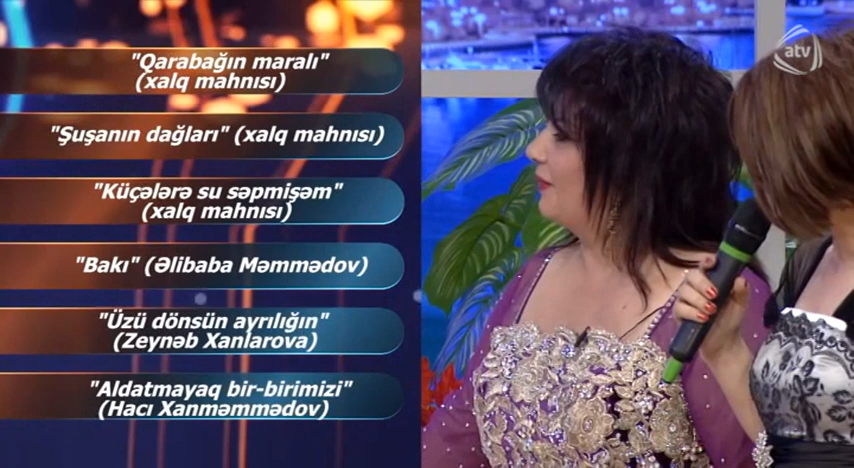 "Qarabağın maralı"
(xalq mahnısı)
"Şuşanın dağları" (xalq mahnısı)
"Küçələrə su səpmişəm"
(xalq mahnısı)
"Bakı" (Əlibaba Məmmədov)
"Üzü dönsün ayrılığın"
(Zeynəb Xanlarova)
"Aldatmayaq bir-birimizi"
(Hacı Xanməmmədov)
atv